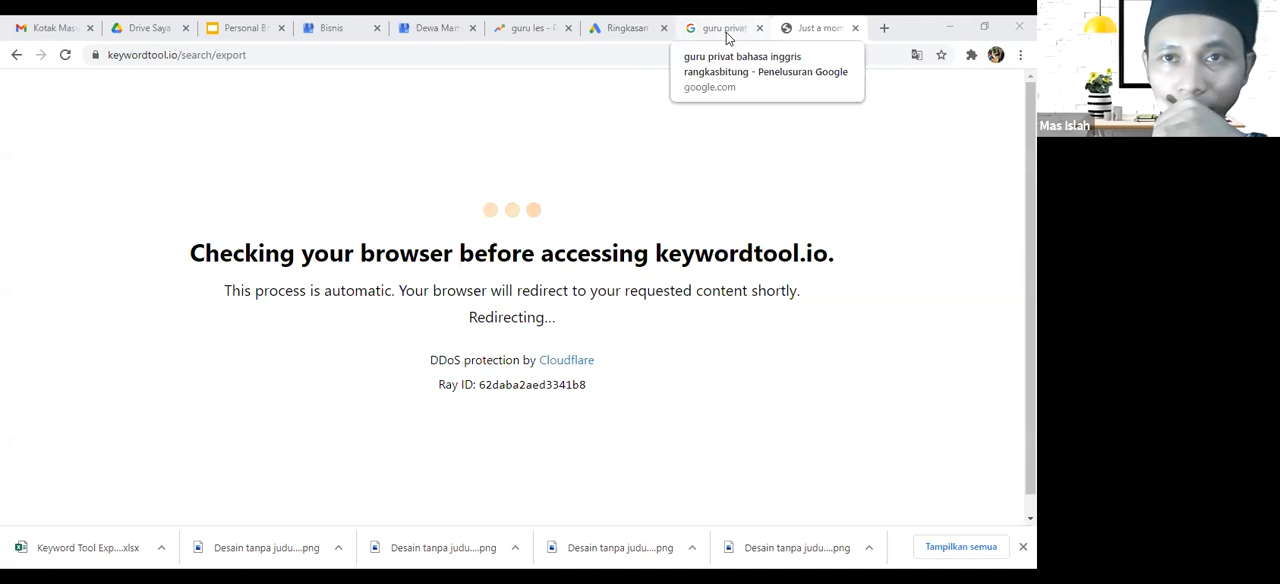 Kotak Mas
Drive Saya
Personal B
Bisnis
Dewa Mam
guru les - P
Ringkasan
guru privat
Just a mom
keywordtool.io/search/export
guru privat bahasa inggris
rangkasbitung - Penelusuran Google
google.com
Mas Islah
Checking your browser before accessing keywordtool.io.
This process is automatic. Your browser will redirect to your requested content shortly.
Redirecting...
DDoS protection by Cloudflare
Ray ID: 62daba2aed3341b8
Keyword Tool Exp....xlsx
Desain tanpa judu....png
Desain tanpa judu....png
Desain tanpa judu....png
Desain tanpa judu....png
Tampilkan semua